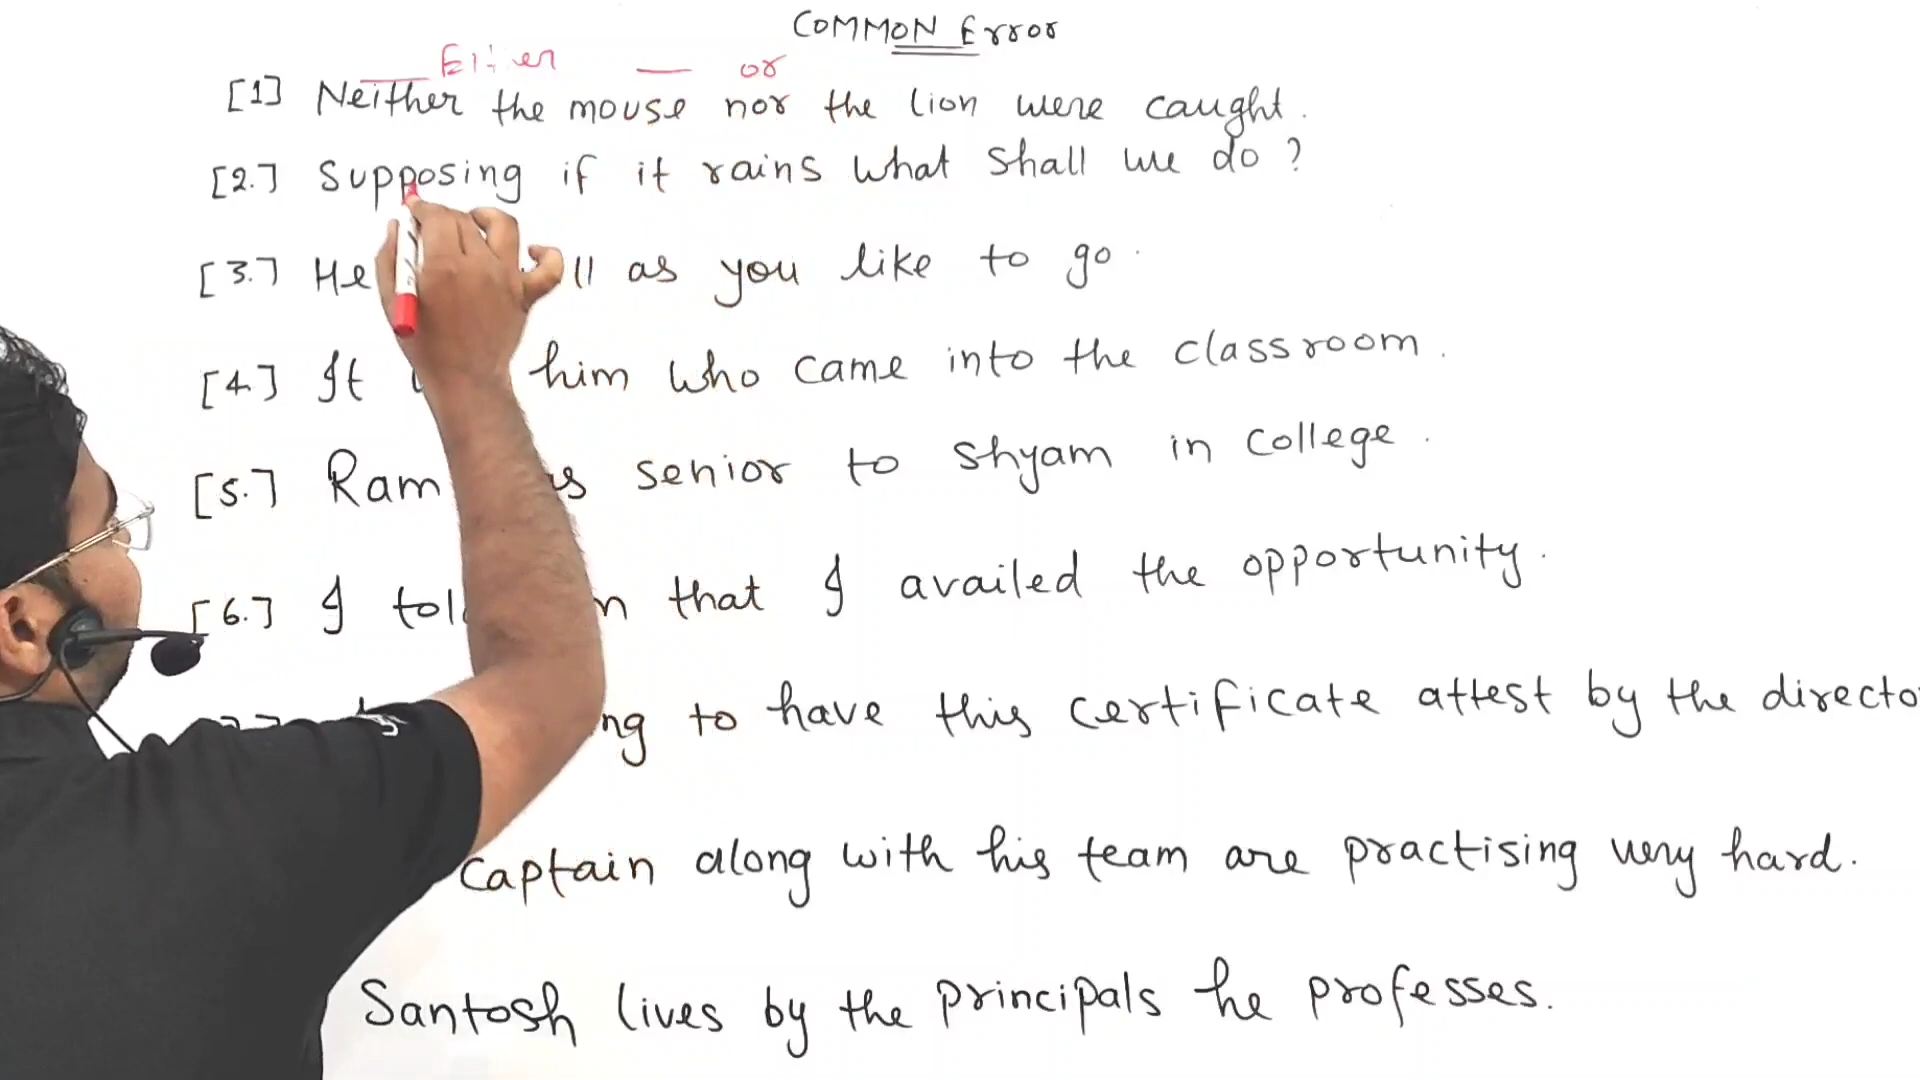 COMMON Error
Either — or
[1] Neither the mouse nor the lion were caught.
[2.] Supposing if it rains what shall we do ?
[3.] He as you like to go.
[4.] It him who came into the classroom.
[5.] Ram senior to Shyam in college.
[6.] I that I availed the opportunity.
to have this certificate attest by the
captain along with his team are practising very hard.
Santosh lives by the principals he professes.